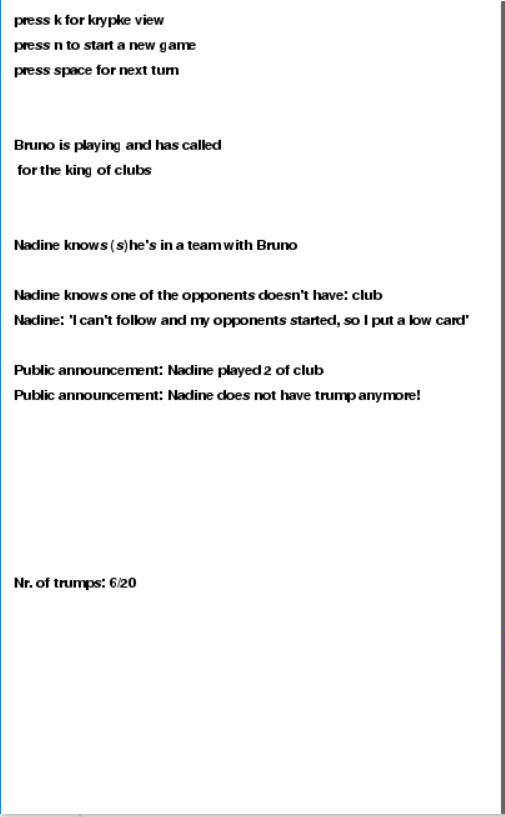 press k for krypke view
press n to start a new game
press space for next turn
Bruno is playing and has called
for the king of clubs
Nadine knows (s)he's in a team with Bruno
Nadine knows one of the opponents doesn't have: club
Nadine: 'I can't follow and my opponents started, so I put a low card'
Public announcement: Nadine played 2 of club
Public announcement: Nadine does not have trump anymore!
Nr. of trumps: 6/20